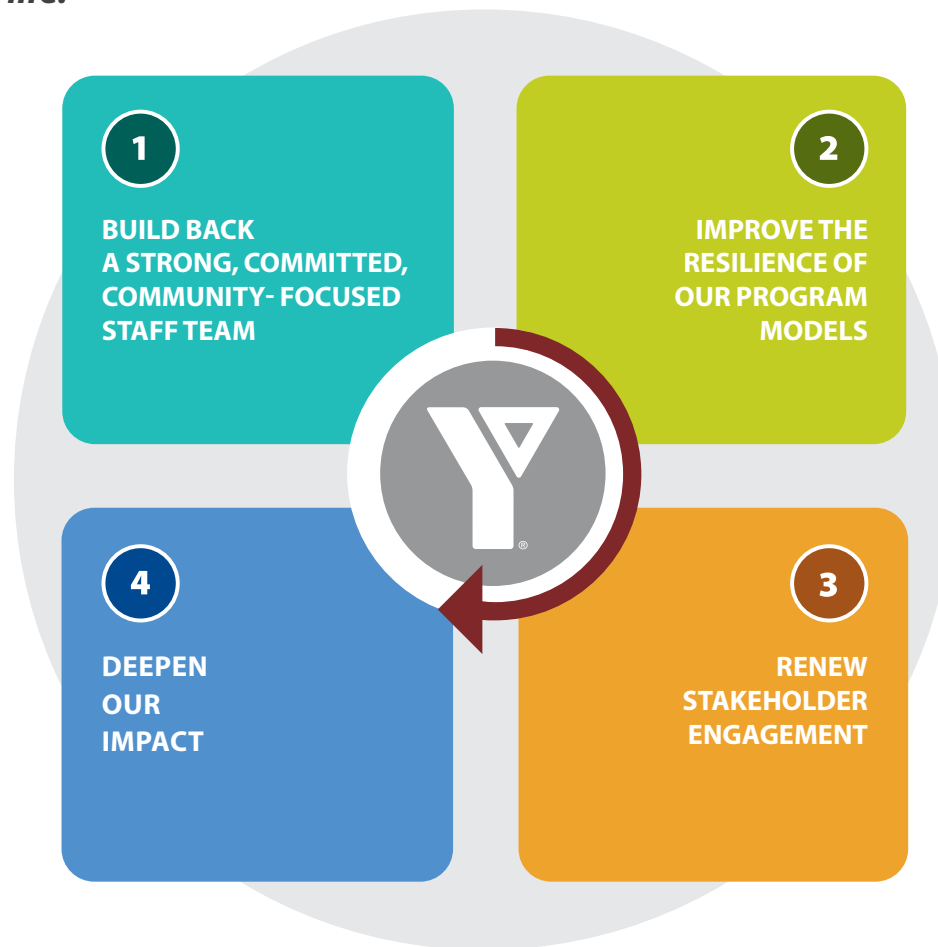 life.
1
BUILD BACK
A STRONG, COMMITTED,
COMMUNITY- FOCUSED
STAFF TEAM
2
IMPROVE THE
RESILIENCE OF
OUR PROGRAM
MODELS
Y
®
4
DEEPEN
OUR
IMPACT
3
RENEW
STAKEHOLDER
ENGAGEMENT